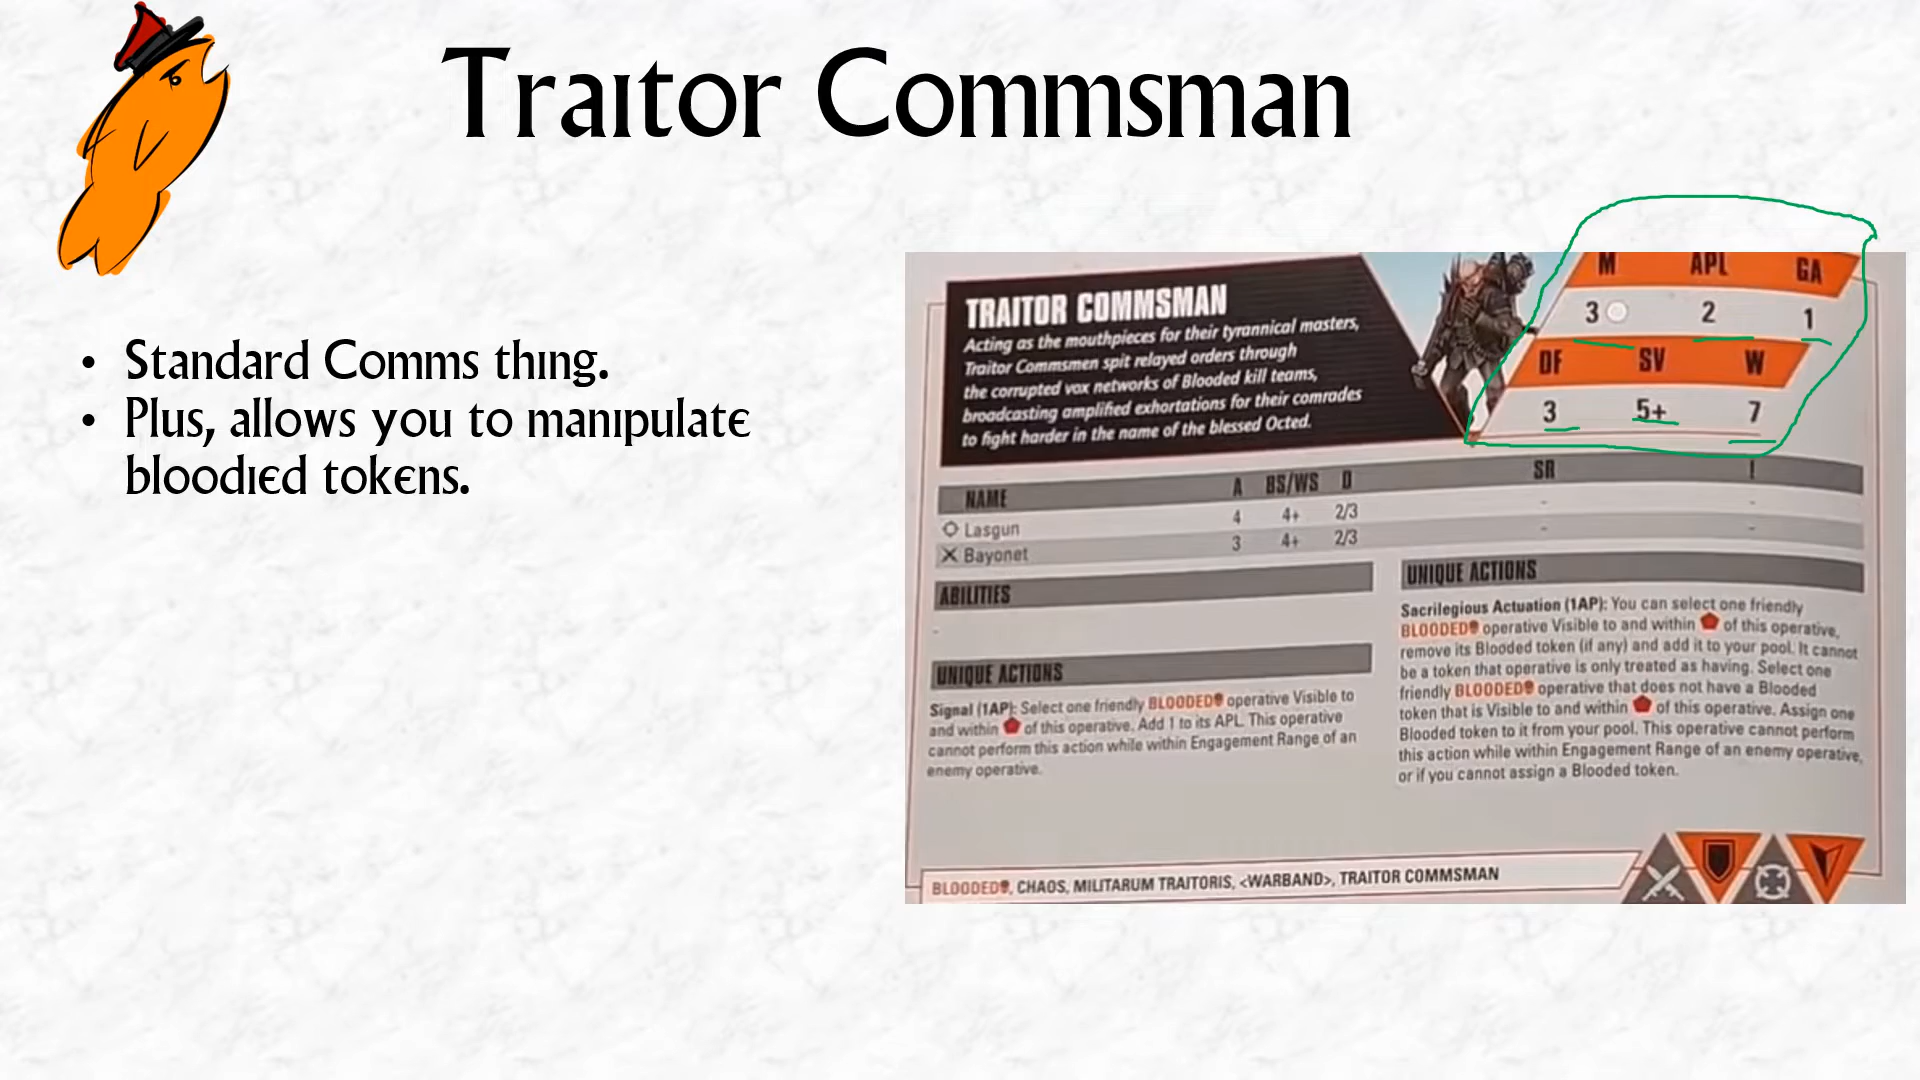 Traitor Commsman
• Standard Comms thing.
• Plus, allows you to manipulate
bloodied tokens.
TRAITOR COMMSMAN
Acting as the mouthpieces for their tyrannical masters,
Traitor Commsmen spit relayed orders through
the corrupted vox networks of Blooded kill teams,
broadcasting amplified exhortations for their comrades
to fight harder in the name of the blessed Octed.
M APL GA
3 2 1
DF SV W
3 5+ 7
NAME A BS/WS D SR !
Lasgun 4 4+ 2/3 - -
Bayonet 3 4+ 2/3 - -
ABILITIES
-
UNIQUE ACTIONS
Signal (1AP): Select one friendly BLOODED operative Visible to
and within of this operative. Add 1 to its APL. This operative
cannot perform this action while within Engagement Range of an
enemy operative.
UNIQUE ACTIONS
Sacrilegious Actuation (1AP): You can select one friendly
BLOODED operative Visible to and within of this operative,
remove its Blooded token (if any) and add it to your pool. It cannot
be a token that operative is only treated as having. Select one
friendly BLOODED operative that does not have a Blooded
token that is Visible to and within of this operative. Assign one
Blooded token to it from your pool. This operative cannot perform
this action while within Engagement Range of an enemy operative,
or if you cannot assign a Blooded token.
BLOODED, CHAOS, MILITARUM TRAITORIS, <WARBAND>, TRAITOR COMMSMAN